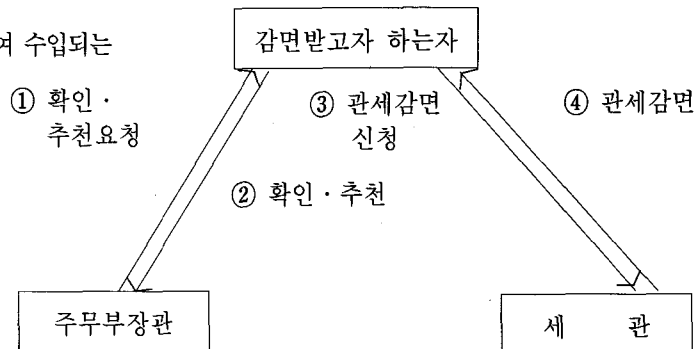 여 수입되는
감면받고자 하는자
① 확인·
추천요청
③ 관세감면
신청
④ 관세감면
② 확인·추천
주무부장관
세 관